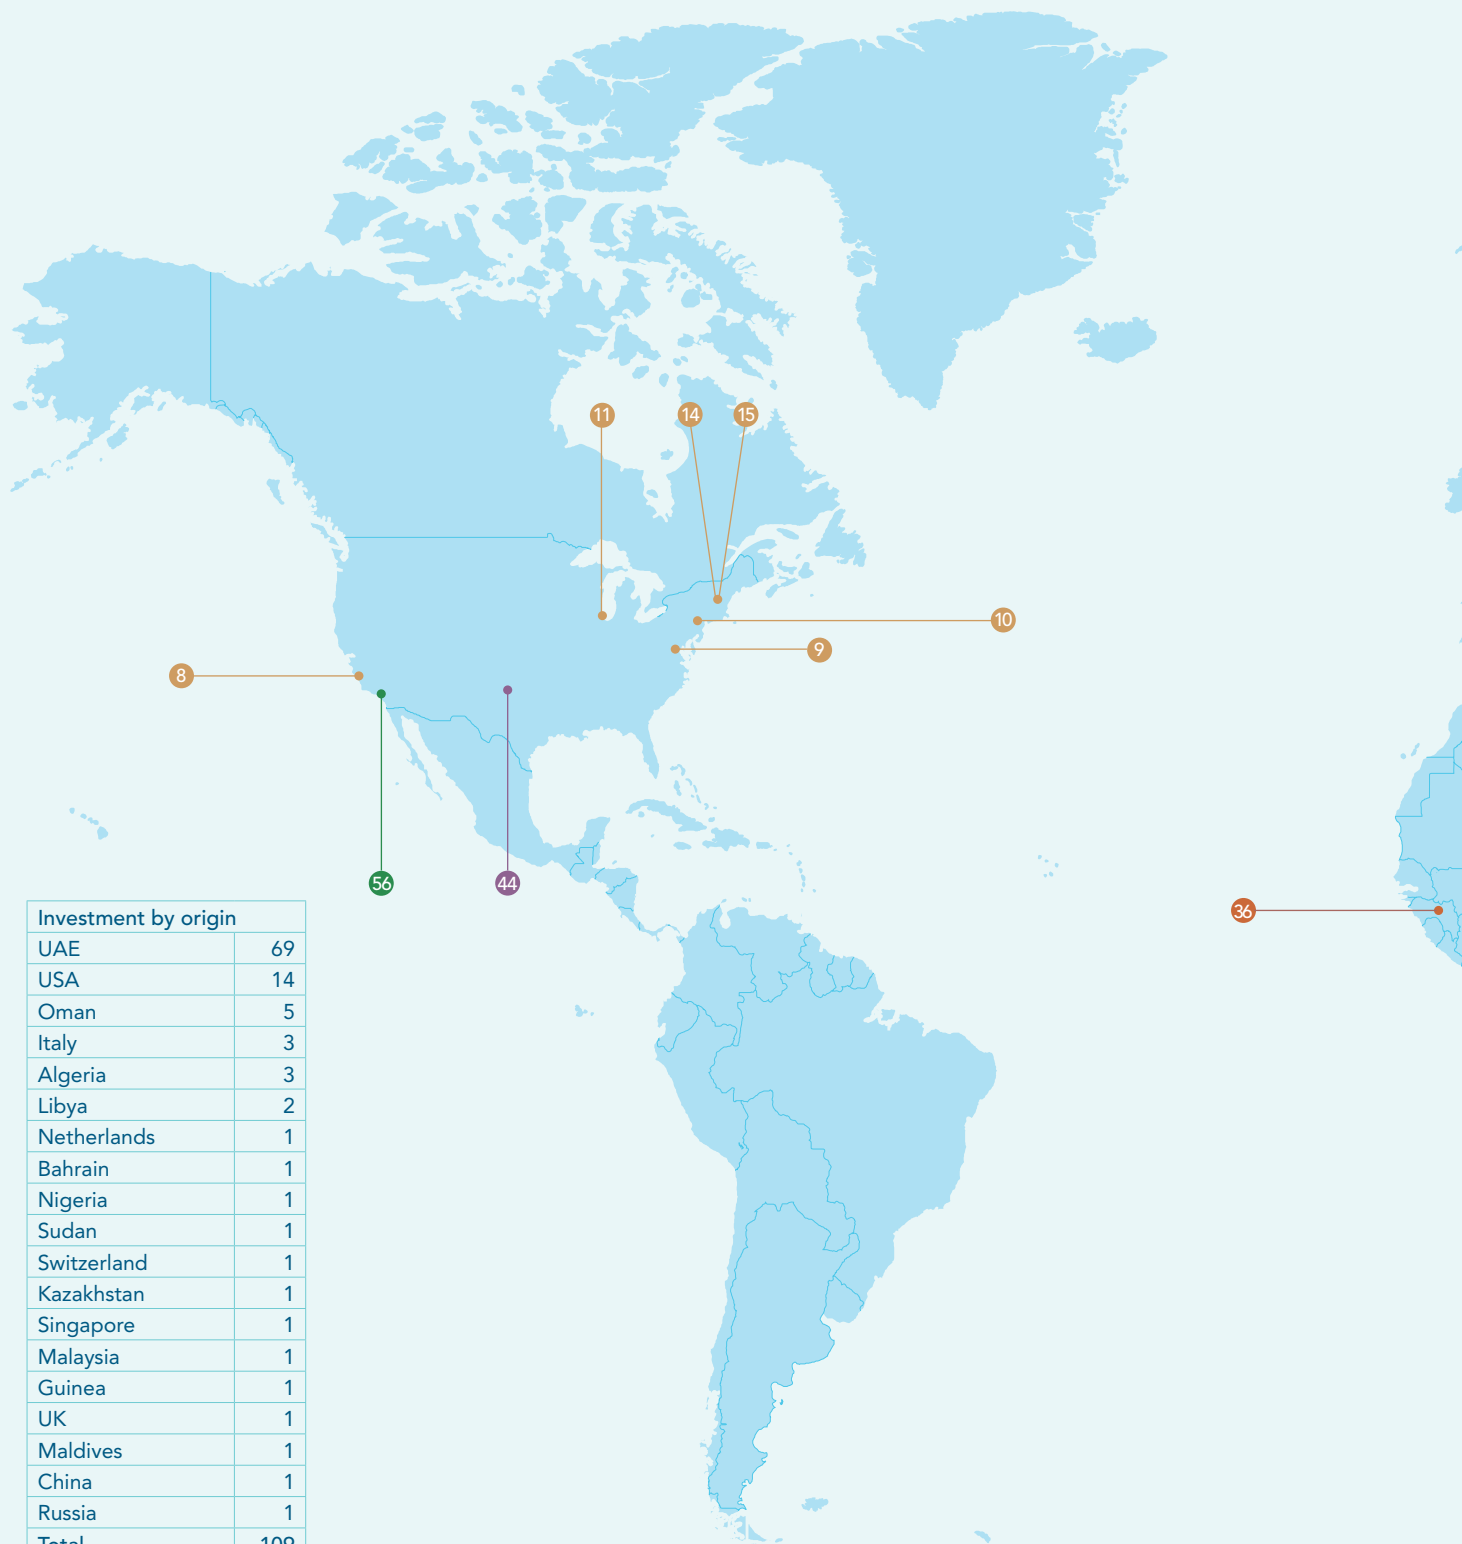 11
14
15
10
9
8
56
44
36
Investment by origin
UAE 69
USA 14
Oman 5
Italy 3
Algeria 3
Libya 2
Netherlands 1
Bahrain 1
Nigeria 1
Sudan 1
Switzerland 1
Kazakhstan 1
Singapore 1
Malaysia 1
Guinea 1
UK 1
Maldives 1
China 1
Russia 1
Total 109